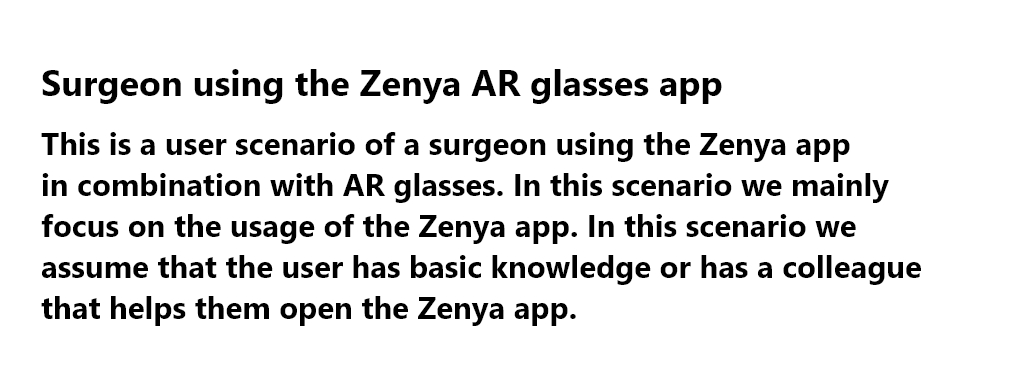 Surgeon using the Zenya AR glasses app
This is a user scenario of a surgeon using the Zenya app
in combination with AR glasses. In this scenario we mainly
focus on the usage of the Zenya app. In this scenario we
assume that the user has basic knowledge or has a colleague
that helps them open the Zenya app.